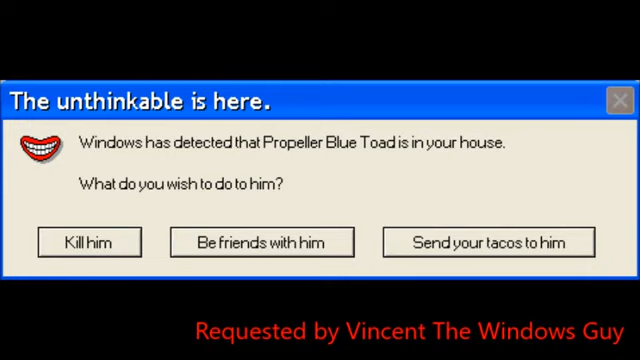 The unthinkable is here.
Windows has detected that Propeller Blue Toad is in your house.
What do you wish to do to him?
Kill him
Be friends with him
Send your tacos to him
Requested by Vincent The Windows Guy